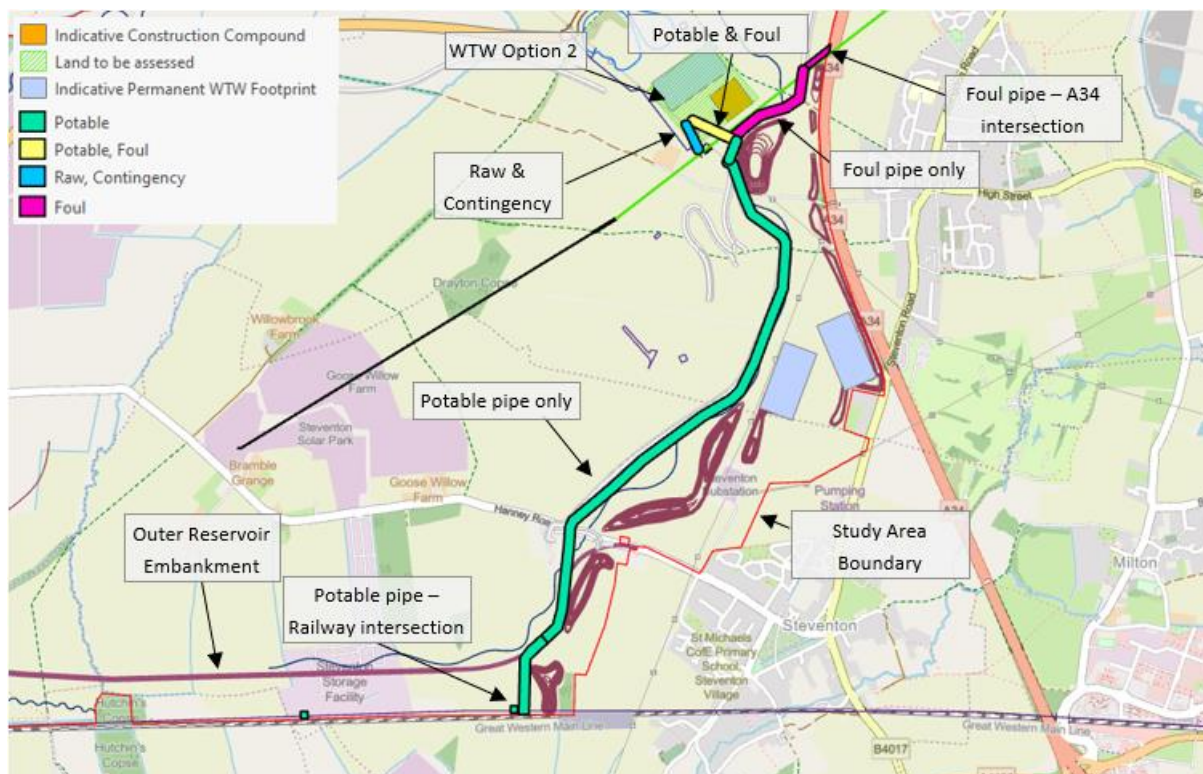 Indicative Construction Compound
Land to be assessed
Indicative Permanent WTW Footprint
Potable
Potable, Foul
Raw, Contingency
Foul
WTW Option 2
Potable & Foul
Foul pipe – A34
intersection
Raw &
Contingency
Foul pipe only
High Street
A34
A34
Drayton Copse
Willowbrook
Farm
Goose Willow
Farm
Steventon
Solar Park
Bramble
Grange
Goose Willow
Farm
Potable pipe only
A34
Steventon Road
Steventon
Substation
Pumping
Station
A34
Outer Reservoir
Embankment
Potable pipe –
Railway intersection
Study Area
Boundary
Milton
Steventon
St Michaels
CofE Primary
School,
Steventon
Village
Steventon
Storage
Facility
Hutchin's
Copse
Hutchin's
Copse
Great Western Main Line
Great Western Main Line
B4017